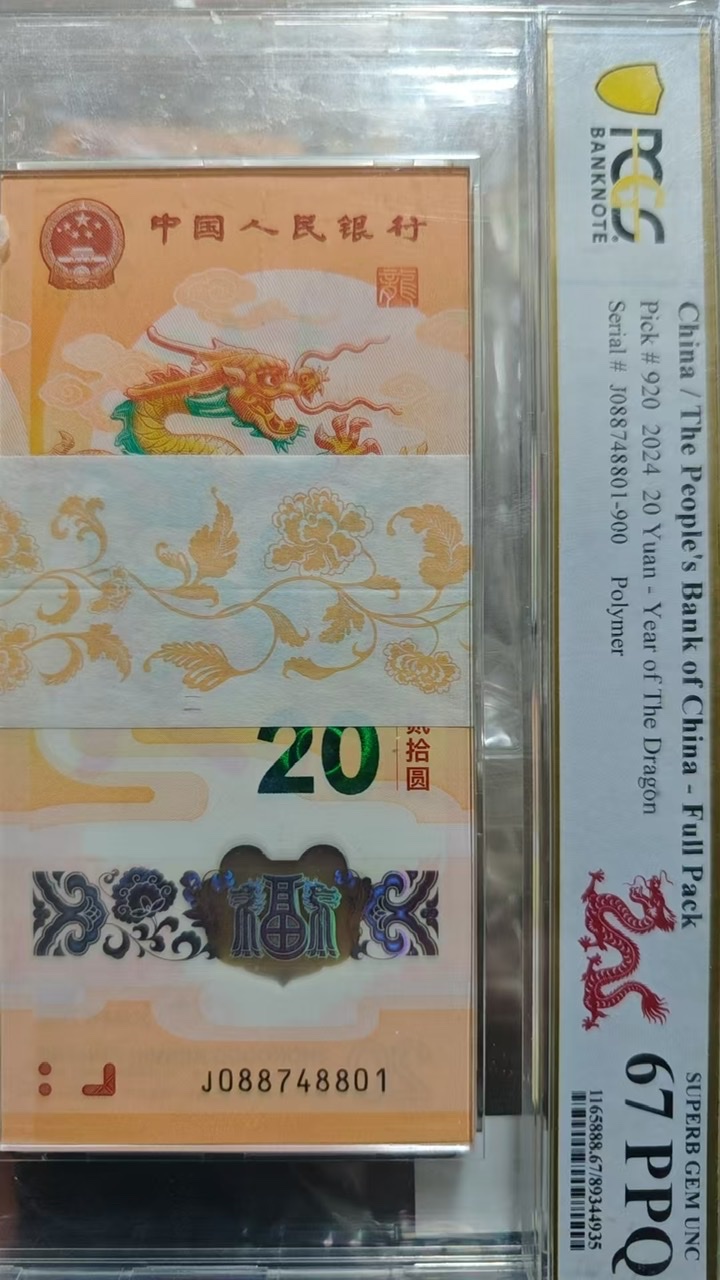 中国人民银行
龍
20
贰拾圆
福
J088748801
PCGS
BANKNOTE
China / The People's Bank of China - Full Pack
Pick # 920 2024 20 Yuan - Year of The Dragon
Serial # J088748801-900 Polymer
SUPERB GEM UNC
67 PPQ
1165888.67/89344935